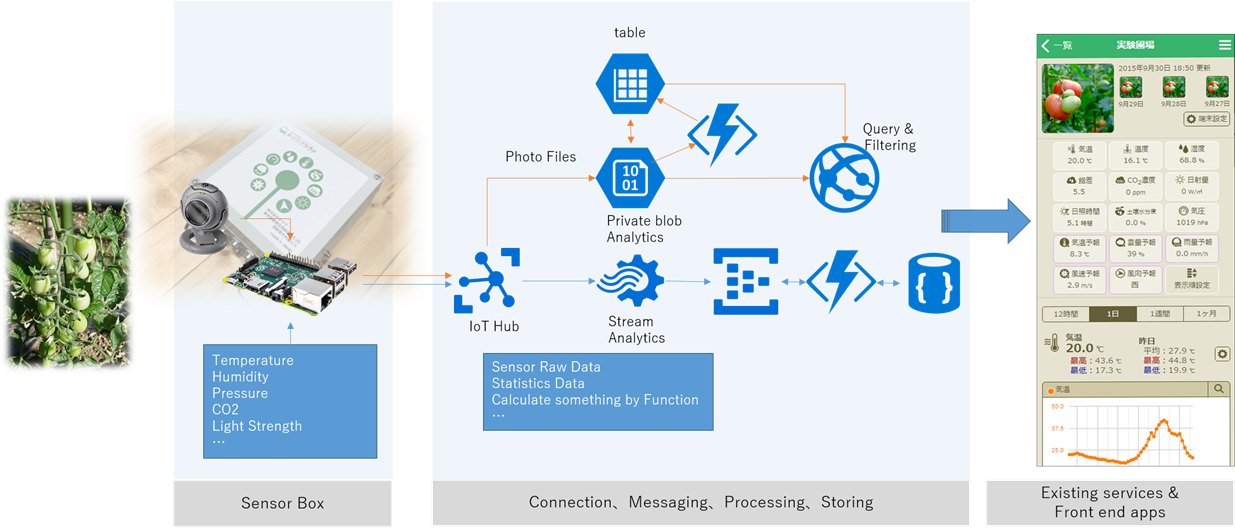 table
Photo Files
10
01
Query &
Filtering
Private blob
Analytics
IoT Hub
Stream
Analytics
Temperature
Humidity
Pressure
CO2
Light Strength
…
Sensor Raw Data
Statistics Data
Calculate something by Function
…
Sensor Box
Connection、Messaging、Processing、Storing
Existing services &
Front end apps
一覧 実験圃場
2015年9月30日 18:50 更新
9月29日 9月28日 9月27日
端末設定
気温 温度 湿度
20.0 ℃ 16.1℃ 68.8 %
飽差 CO2濃度 日射量
5.5 0 ppm 0 W/㎡
日照時間 土壌水分度 気圧
5.1 時間 0.0 % 1019 hPa
気温予報 雲量予報 雨量予報
8.3℃ 39 % 0.0 mm/h
風速予報 風向予報
2.9 m/s 西 表示順設定
12時間 1日 1週間 1ヶ月
気温 昨日
20.0 ℃ 平均：27.9 ℃
最高：43.6 ℃ 最高：44.8 ℃
最低：17.3 ℃ 最低：19.9 ℃
気温
50.0
37.5
25.0